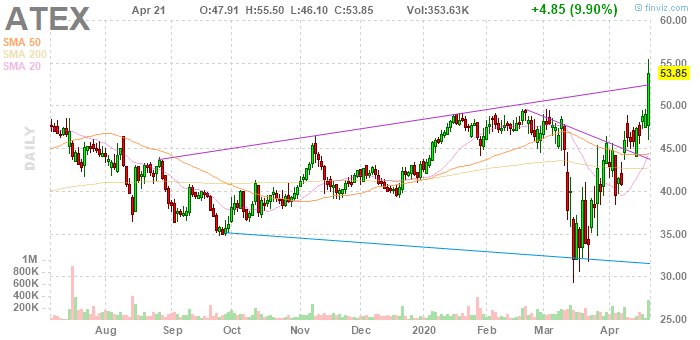 ATEX
Apr 21 O:47.91 H:55.50 L:46.10 C:53.85 Vol:353.63K +4.85 (9.90%)
© finviz.com
SMA 50
SMA 200
SMA 20
DAILY
60.00
55.00
53.85
50.00
45.00
40.00
35.00
30.00
25.00
1M
800K
600K
400K
200K
Aug Sep Oct Nov Dec 2020 Feb Mar Apr